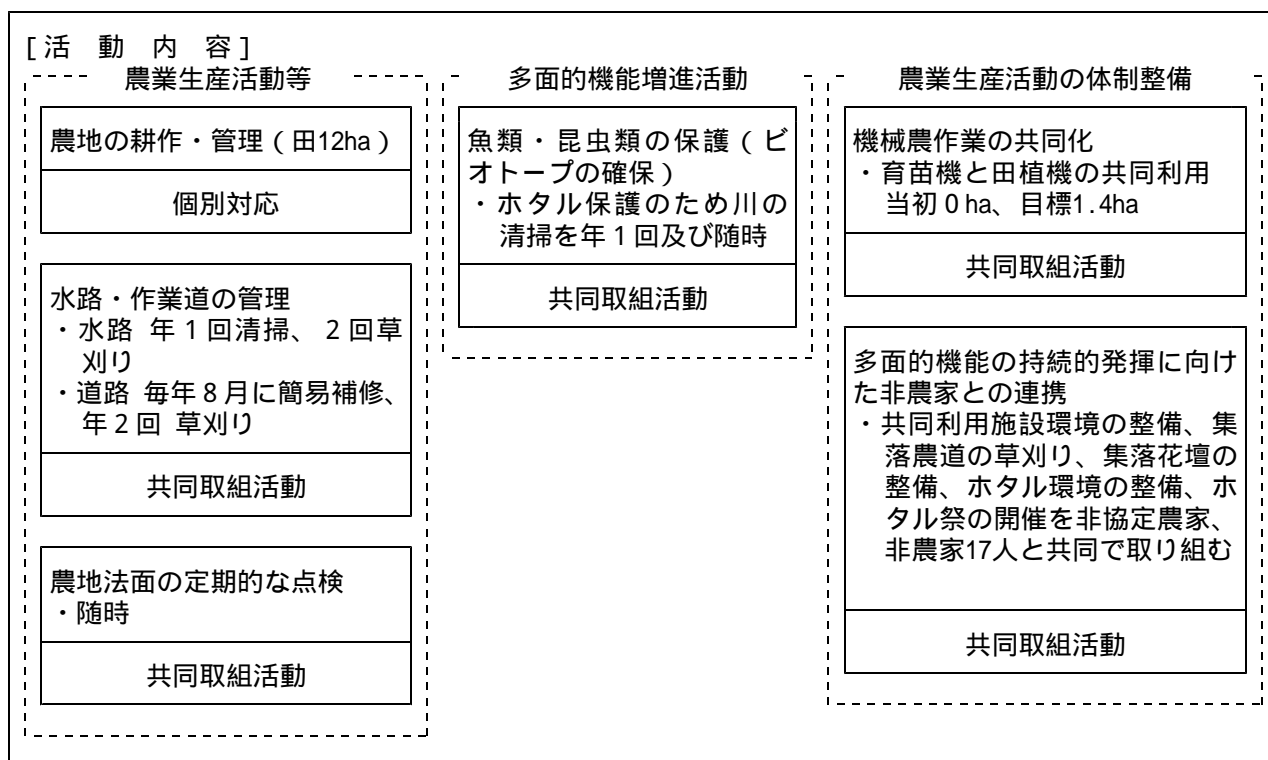 [活 動 内 容]
農業生産活動等
農地の耕作・管理（田12ha）
個別対応
水路・作業道の管理
・水路 年１回清掃、２回草
刈り
・道路 毎年８月に簡易補修、
年２回 草刈り
共同取組活動
農地法面の定期的な点検
・随時
共同取組活動
多面的機能増進活動
魚類・昆虫類の保護（ビ
オトープの確保）
・ホタル保護のため川の
清掃を年１回及び随時
共同取組活動
農業生産活動の体制整備
機械農作業の共同化
・育苗機と田植機の共同利用
当初０ha、目標1.4ha
共同取組活動
多面的機能の持続的発揮に向け
た非農家との連携
・共同利用施設環境の整備、集
落農道の草刈り、集落花壇の
整備、ホタル環境の整備、ホ
タル祭の開催を非協定農家、
非農家17人と共同で取り組む
共同取組活動